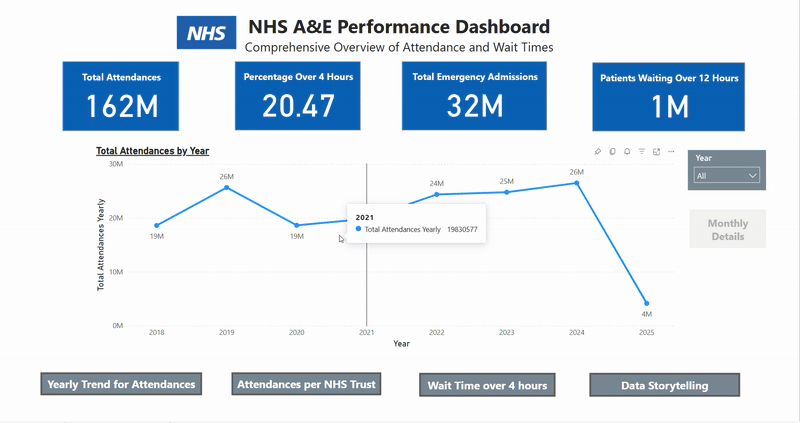 NHS
NHS A&E Performance Dashboard
Comprehensive Overview of Attendance and Wait Times
Total Attendances
162M
Percentage Over 4 Hours
20.47
Total Emergency Admissions
32M
Patients Waiting Over 12 Hours
1M
Total Attendances by Year
Year
All
Monthly
Details
Total Attendances Yearly
30M
20M
10M
0M
19M
26M
19M
24M
25M
26M
4M
2021
Total Attendances Yearly 19830577
2018
2019
2020
2021
2022
2023
2024
2025
Year
Yearly Trend for Attendances
Attendances per NHS Trust
Wait Time over 4 hours
Data Storytelling